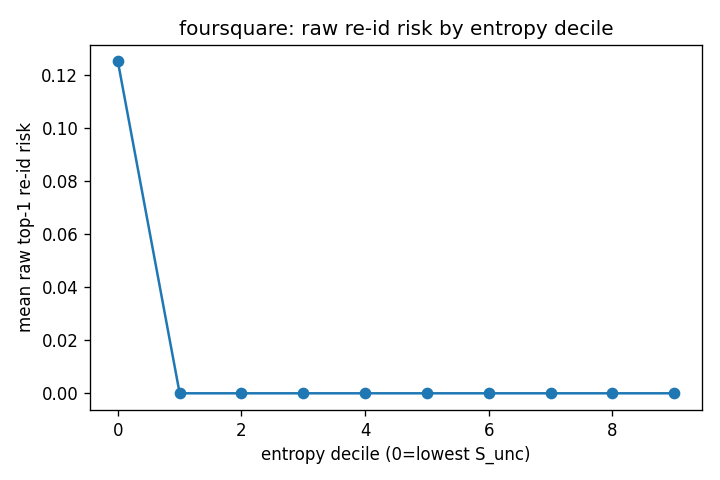 foursquare: raw re-id risk by entropy decile
mean raw top-1 re-id risk
0.12
0.10
0.08
0.06
0.04
0.02
0.00
0 2 4 6 8
entropy decile (0=lowest S_unc)